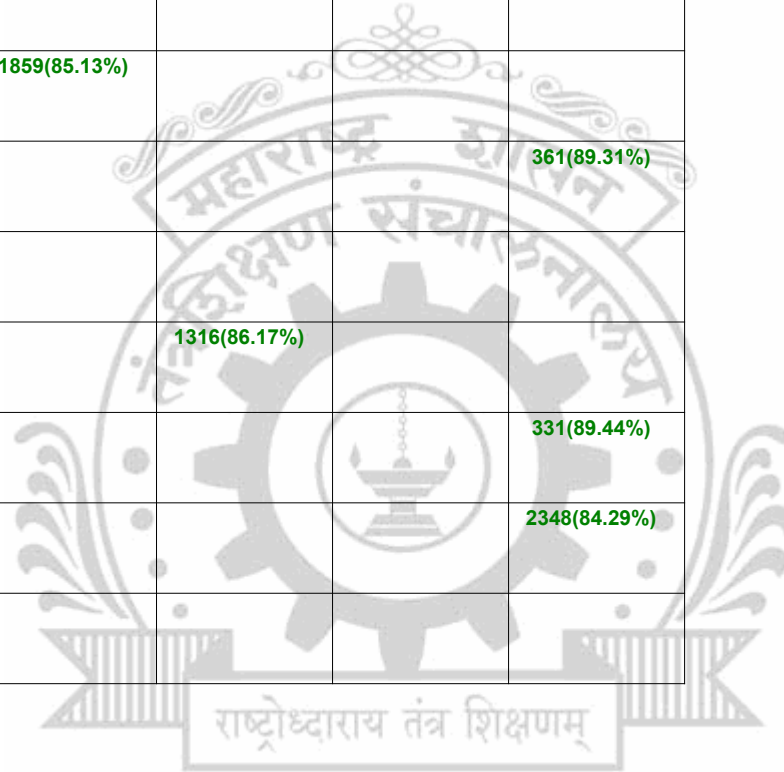 1859(85.13%)
महाराष्ट्र शासन
361(89.31%)
तंत्रशिक्षण संचालनालय
1316(86.17%)
331(89.44%)
2348(84.29%)
राष्ट्रोध्दाराय तंत्र शिक्षणम्